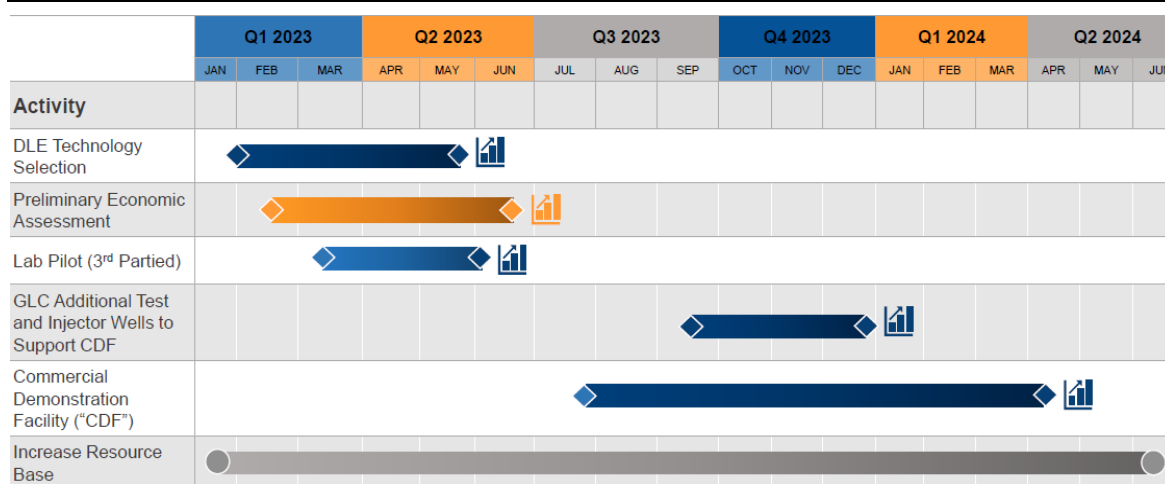 Q1 2023 Q2 2023 Q3 2023 Q4 2023 Q1 2024 Q2 2024
JAN FEB MAR APR MAY JUN JUL AUG SEP OCT NOV DEC JAN FEB MAR APR MAY
Activity
DLE Technology
Selection
Preliminary Economic
Assessment
Lab Pilot (3rd Partied)
GLC Additional Test
and Injector Wells to
Support CDF
Commercial
Demonstration
Facility (“CDF”)
Increase Resource
Base